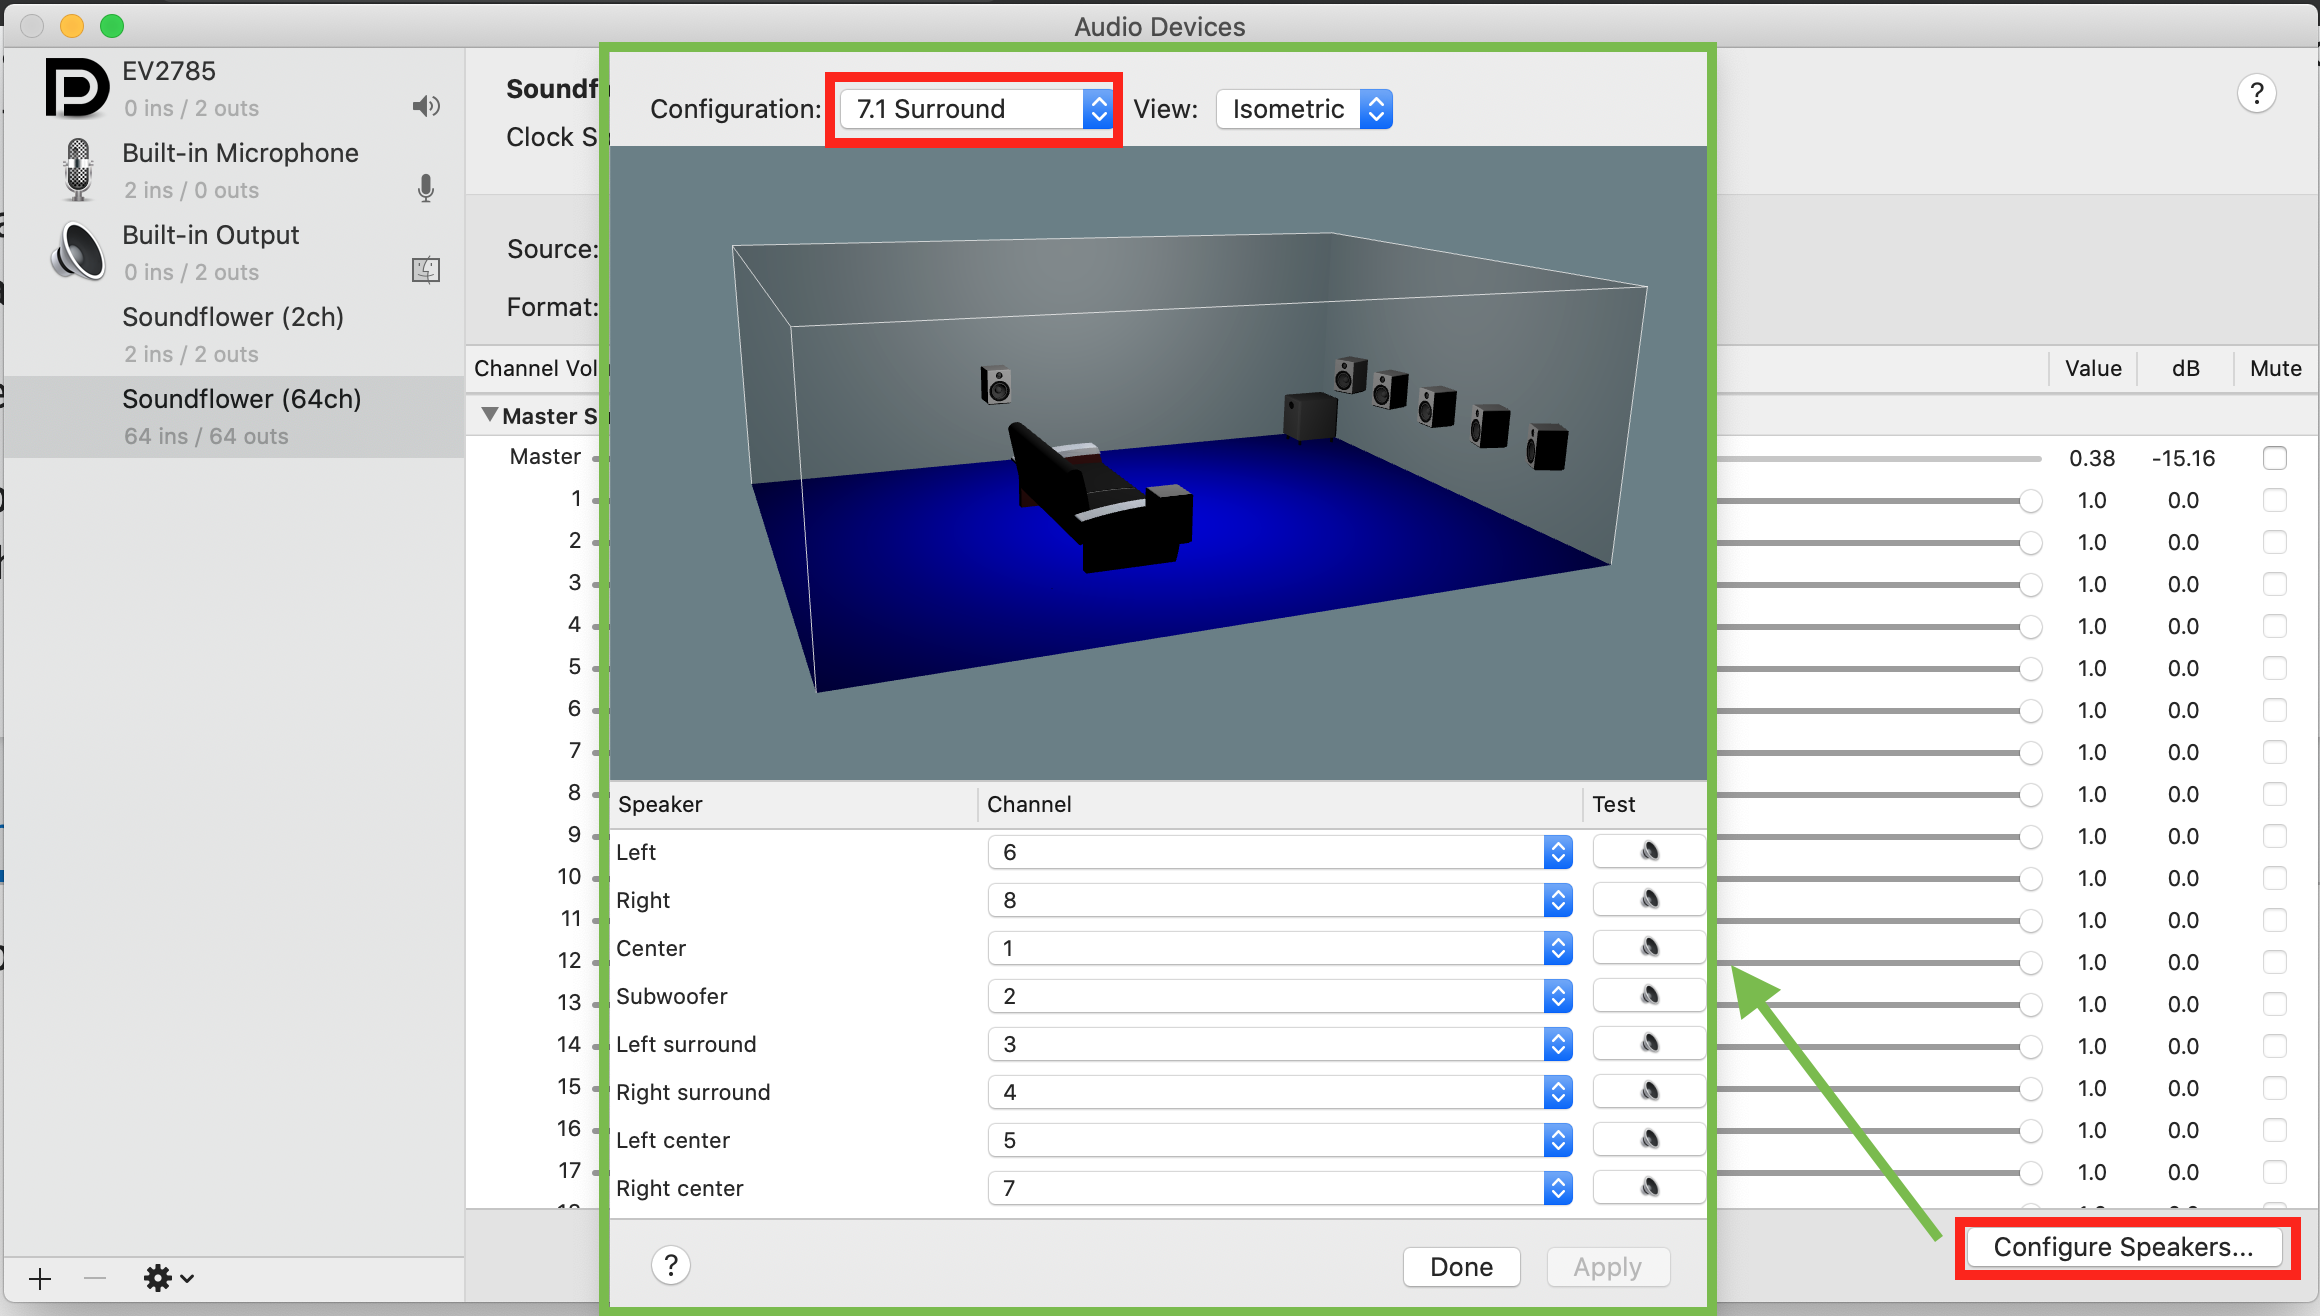 Audio Devices
EV2785
0 ins / 2 outs
Built-in Microphone
2 ins / 0 outs
Built-in Output
0 ins / 2 outs
Soundflower (2ch)
2 ins / 2 outs
Soundflower (64ch)
64 ins / 64 outs
Soundf
Clock S
?
Source:
Format:
Channel Vol
Value dB Mute
Master S
Master 0.38 -15.16
1 1.0 0.0
2 1.0 0.0
3 1.0 0.0
4 1.0 0.0
5 1.0 0.0
6 1.0 0.0
7 1.0 0.0
8 1.0 0.0
9 1.0 0.0
10 1.0 0.0
11 1.0 0.0
12 1.0 0.0
13 1.0 0.0
14 1.0 0.0
15 1.0 0.0
16 1.0 0.0
17 1.0 0.0
Configuration: 7.1 Surround View: Isometric
Speaker Channel Test
Left 6
Right 8
Center 1
Subwoofer 2
Left surround 3
Right surround 4
Left center 5
Right center 7
? Done Apply
Configure Speakers...